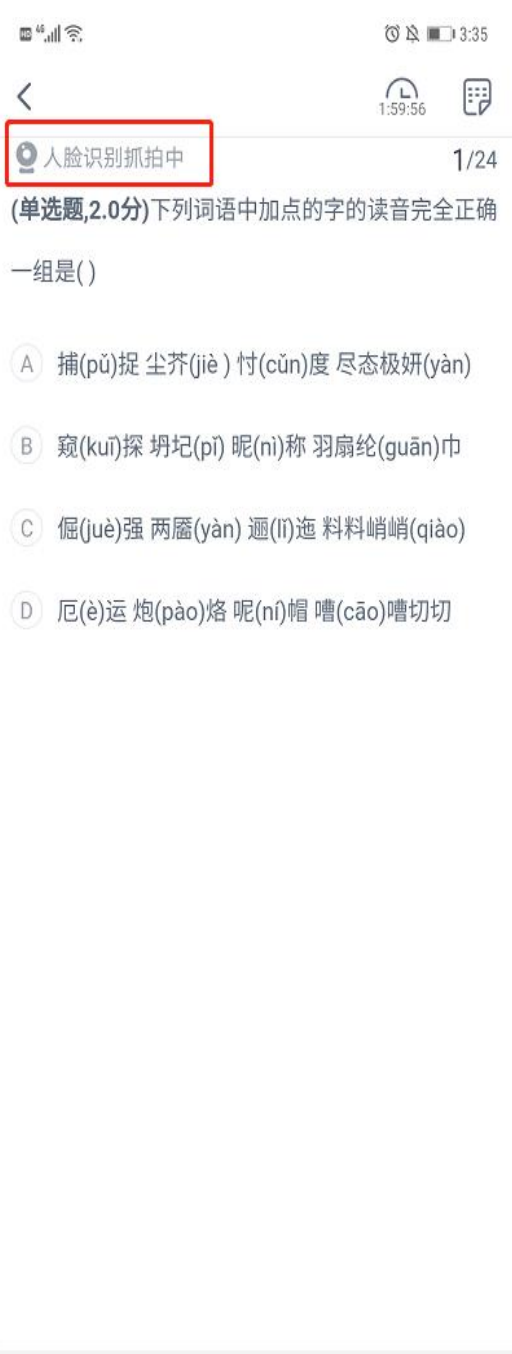 HD 4G 3:35
1:59:56
人脸识别抓拍中 1/24
(单选题,2.0分)下列词语中加点的字的读音完全正确
一组是( )
A 捕(pǔ)捉 尘芥(jiè ) 忖(cǔn)度 尽态极妍(yàn)
B 窥(kuī)探 坍圮(pǐ) 昵(nì)称 羽扇纶(guān)巾
C 倔(juè)强 两靥(yàn) 逦(lǐ)迤 料料峭峭(qiào)
D 厄(è)运 炮(pào)烙 呢(ní)帽 嘈(cāo)嘈切切